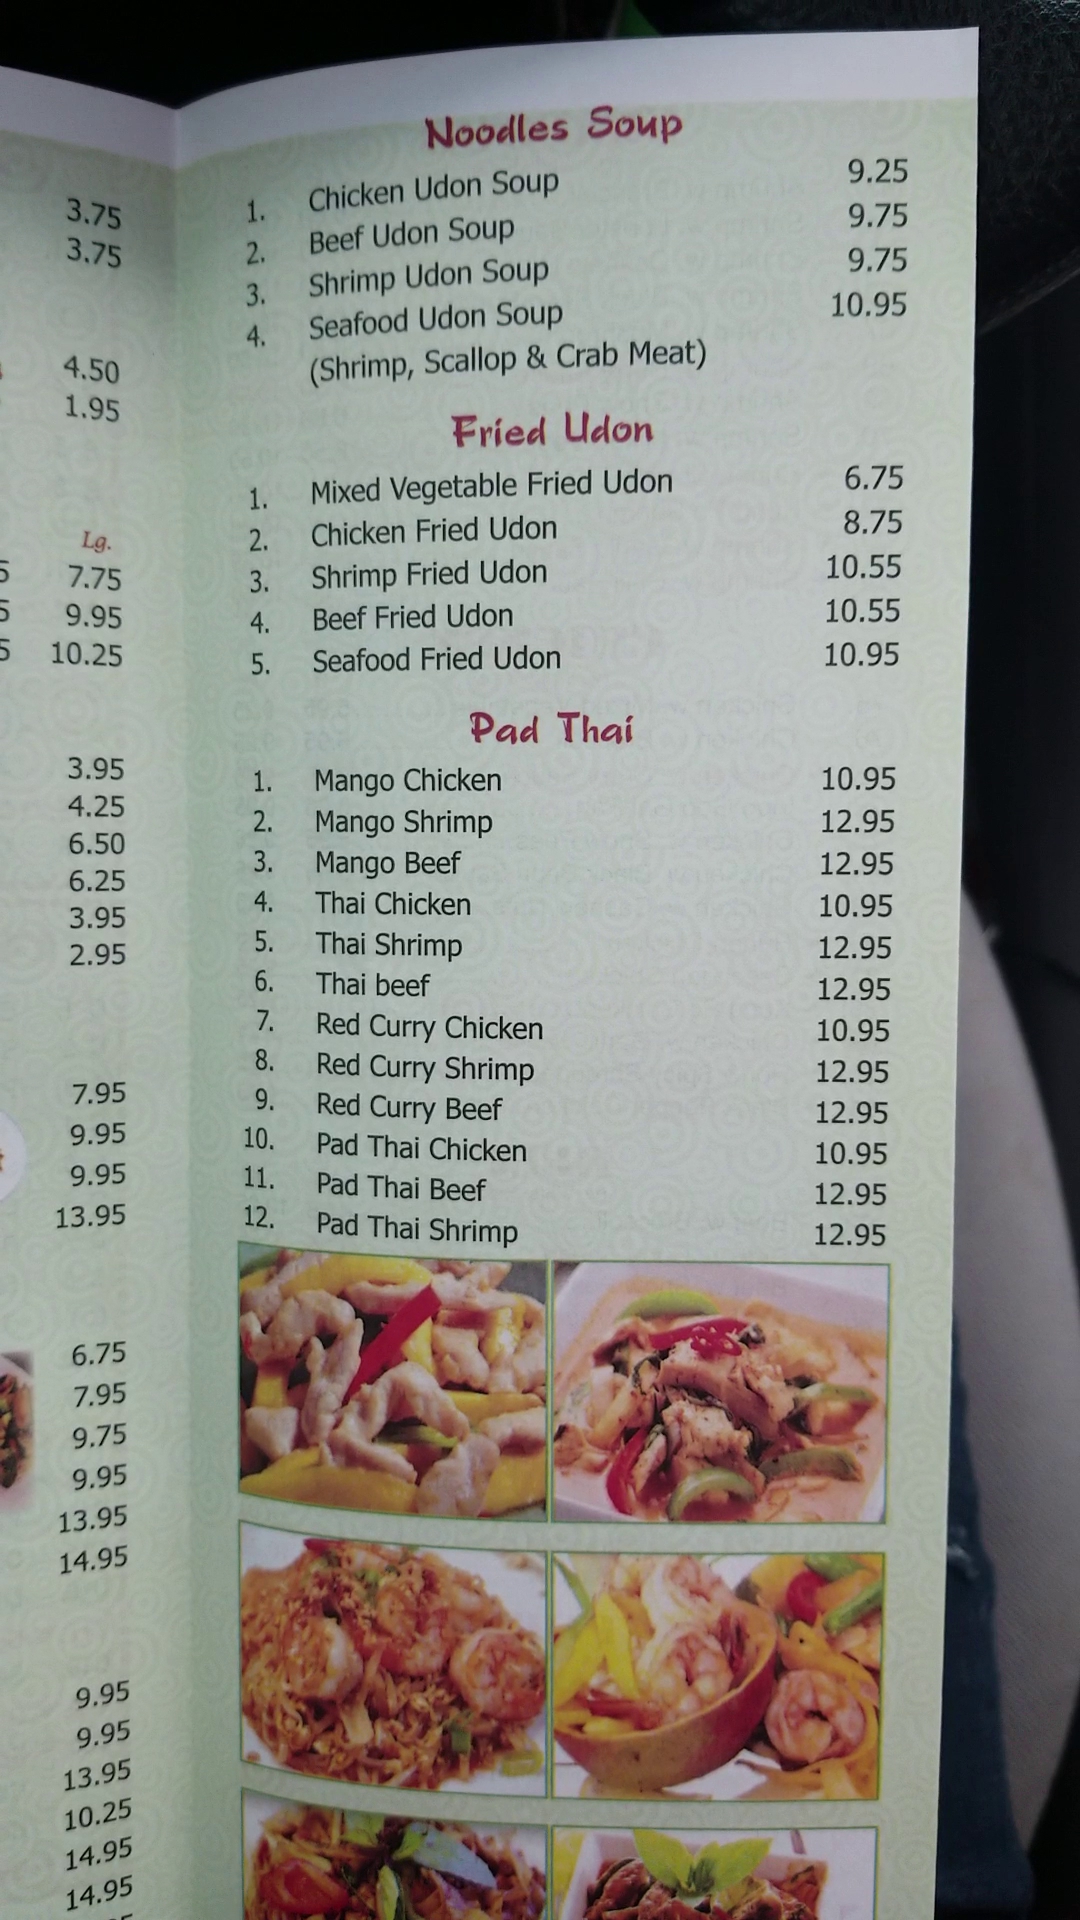 3.75
3.75
4.50
1.95
Lg.
7.75
9.95
10.25
3.95
4.25
6.50
6.25
3.95
2.95
7.95
9.95
9.95
13.95
6.75
7.95
9.75
9.95
13.95
14.95
9.95
9.95
13.95
10.25
14.95
14.95
Noodles Soup
1. Chicken Udon Soup 9.25
2. Beef Udon Soup 9.75
3. Shrimp Udon Soup 9.75
4. Seafood Udon Soup 10.95
(Shrimp, Scallop & Crab Meat)
Fried Udon
1. Mixed Vegetable Fried Udon 6.75
2. Chicken Fried Udon 8.75
3. Shrimp Fried Udon 10.55
4. Beef Fried Udon 10.55
5. Seafood Fried Udon 10.95
Pad Thai
1. Mango Chicken 10.95
2. Mango Shrimp 12.95
3. Mango Beef 12.95
4. Thai Chicken 10.95
5. Thai Shrimp 12.95
6. Thai beef 12.95
7. Red Curry Chicken 10.95
8. Red Curry Shrimp 12.95
9. Red Curry Beef 12.95
10. Pad Thai Chicken 10.95
11. Pad Thai Beef 12.95
12. Pad Thai Shrimp 12.95